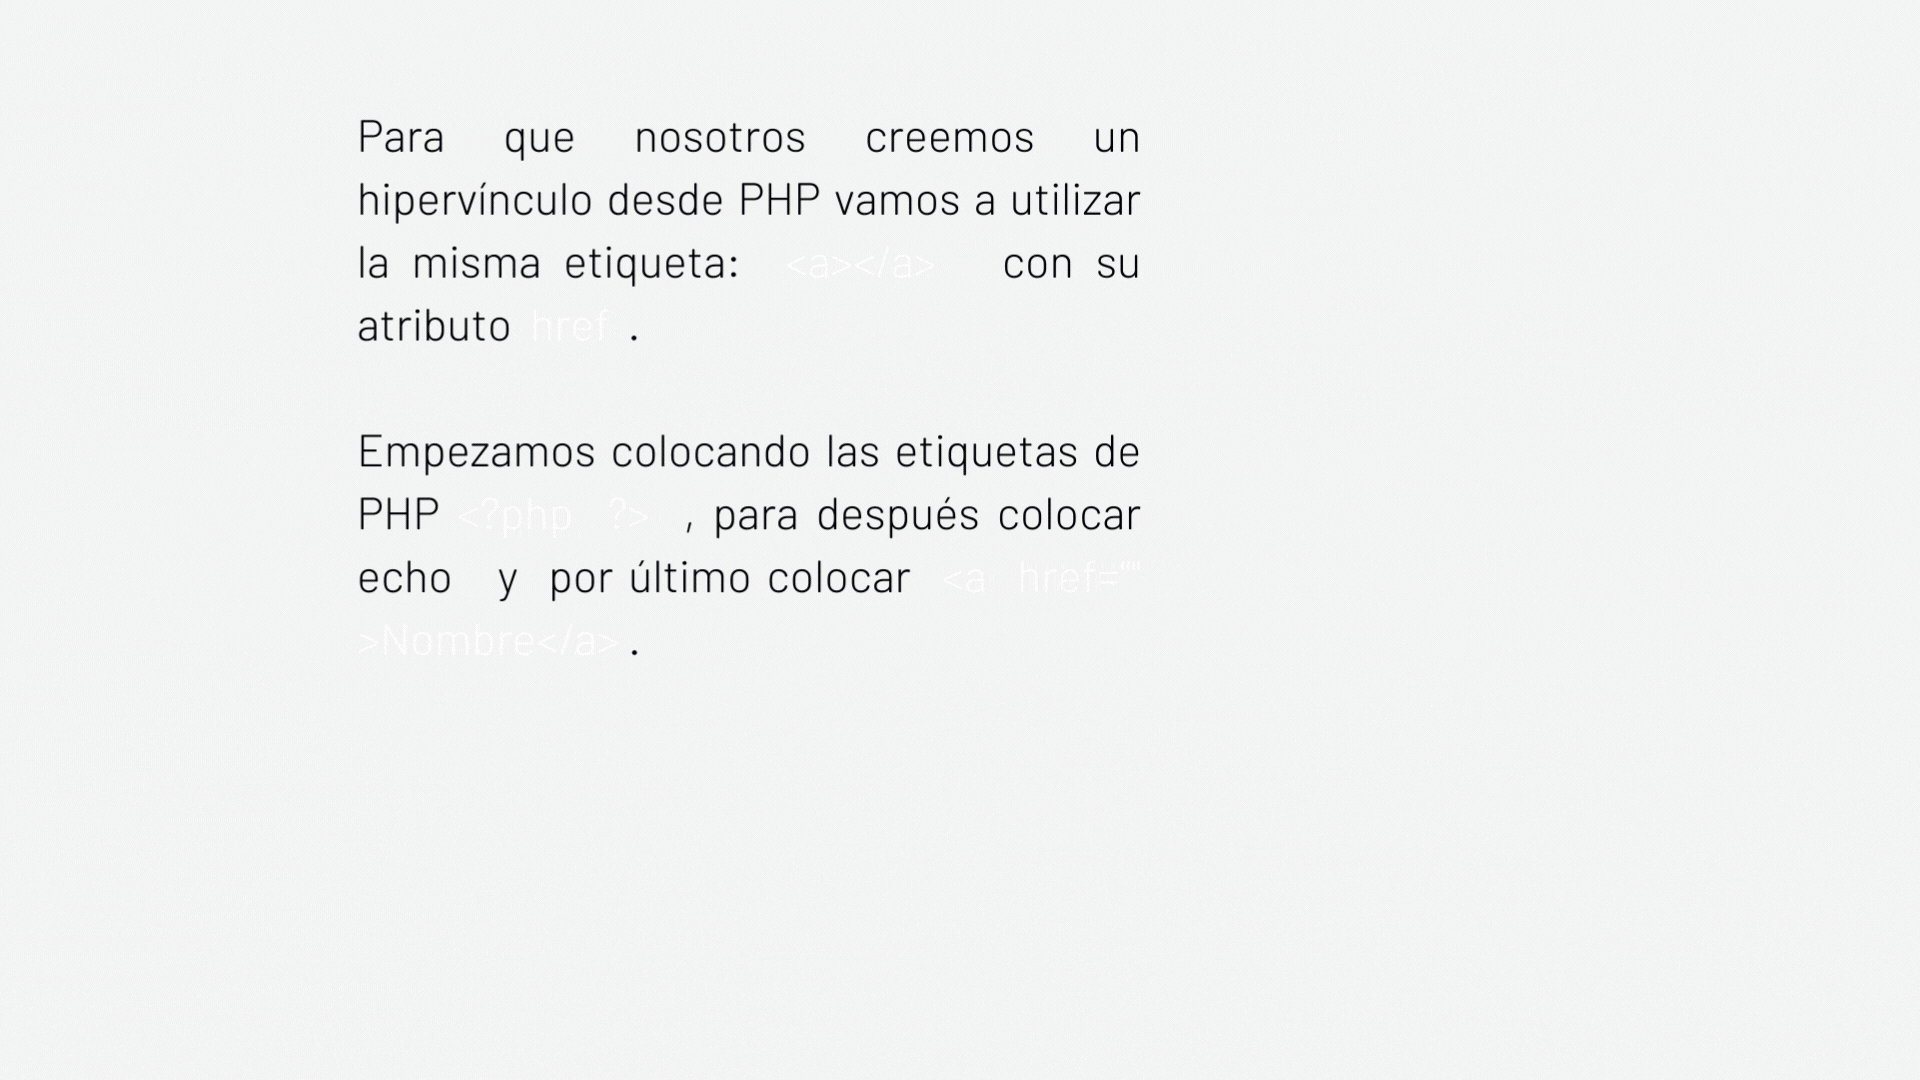 Para que nosotros creemos un
hipervínculo desde PHP vamos a utilizar
la misma etiqueta: <a></a> con su
atributo href .
Empezamos colocando las etiquetas de
PHP <?php ?> , para después colocar
echo y por último colocar <a href=""
>Nombre</a> .